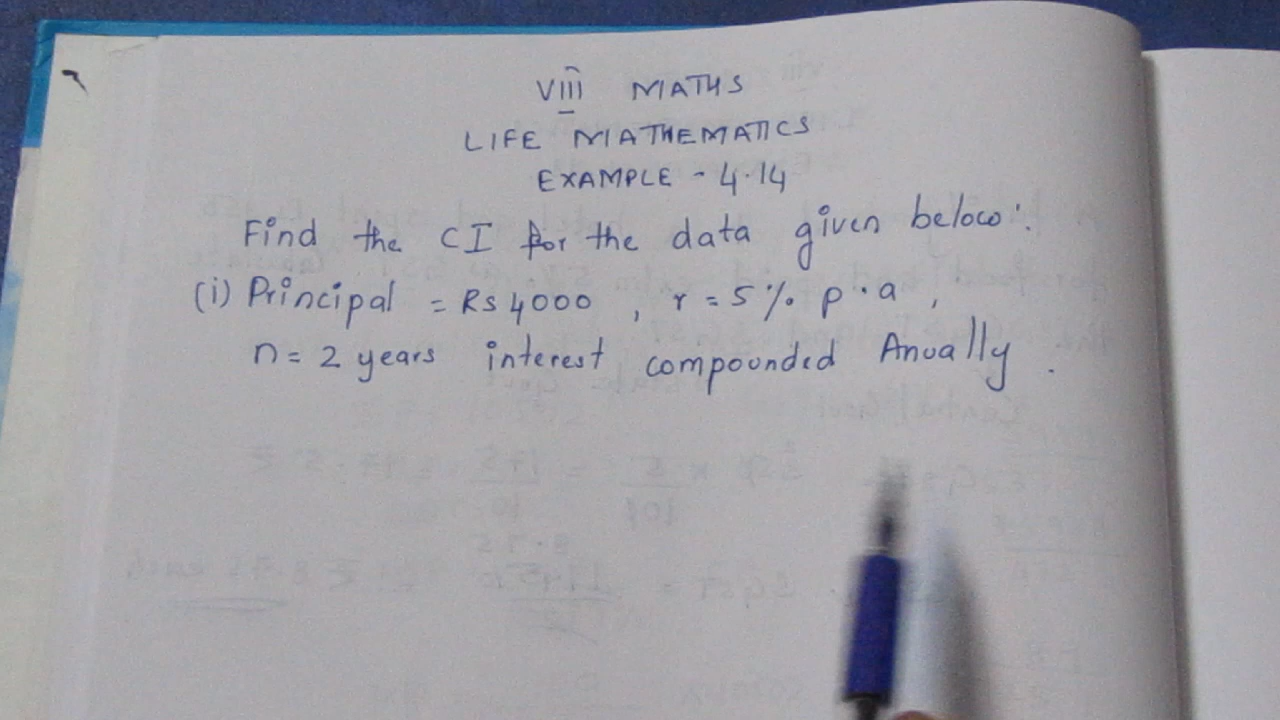 VIII MATHS
LIFE MATHEMATICS
EXAMPLE - 4.14
Find the CI for the data given below:
(i) Principal = Rs 4000 , r = 5% p.a ,
n = 2 years interest compounded Anually .